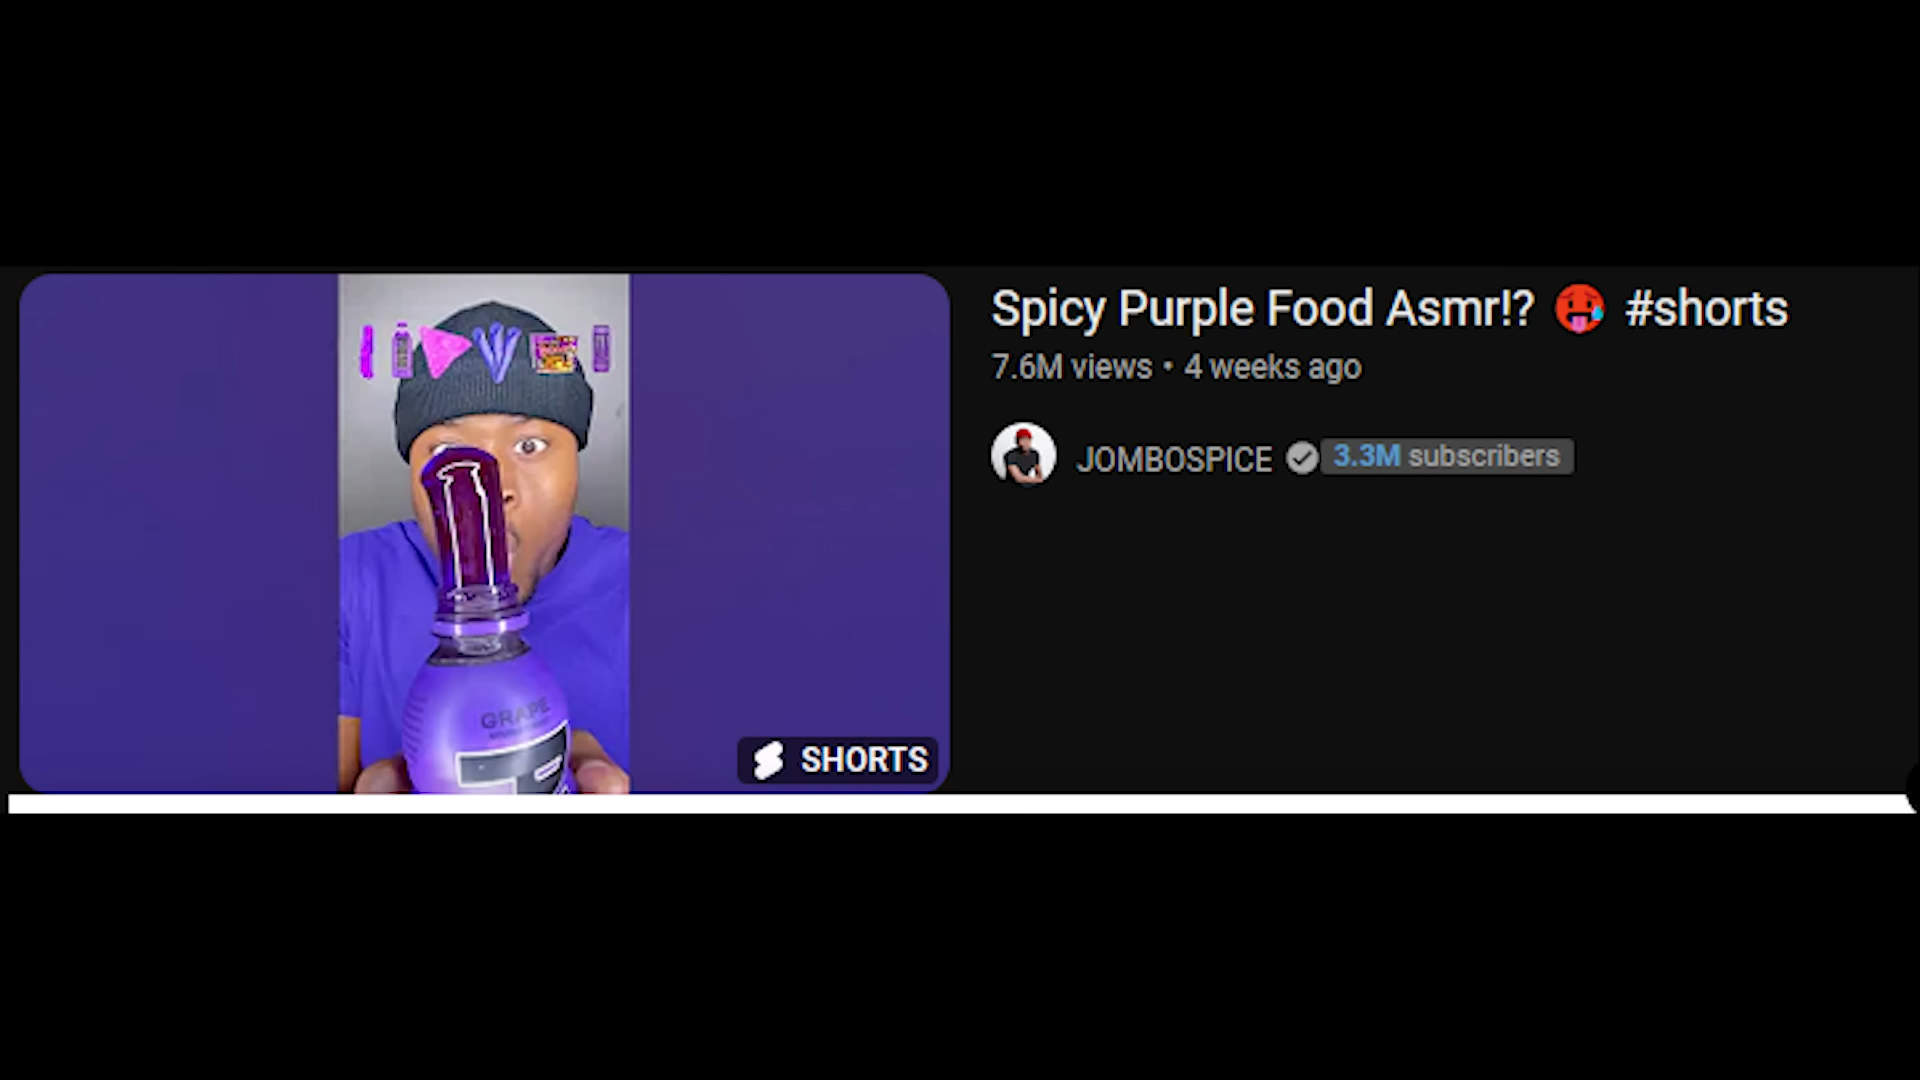 Spicy Purple Food Asmr!? 🥵 #shorts
7.6M views • 4 weeks ago
JOMBOSPICE 3.3M subscribers
GRAPE
SHORTS